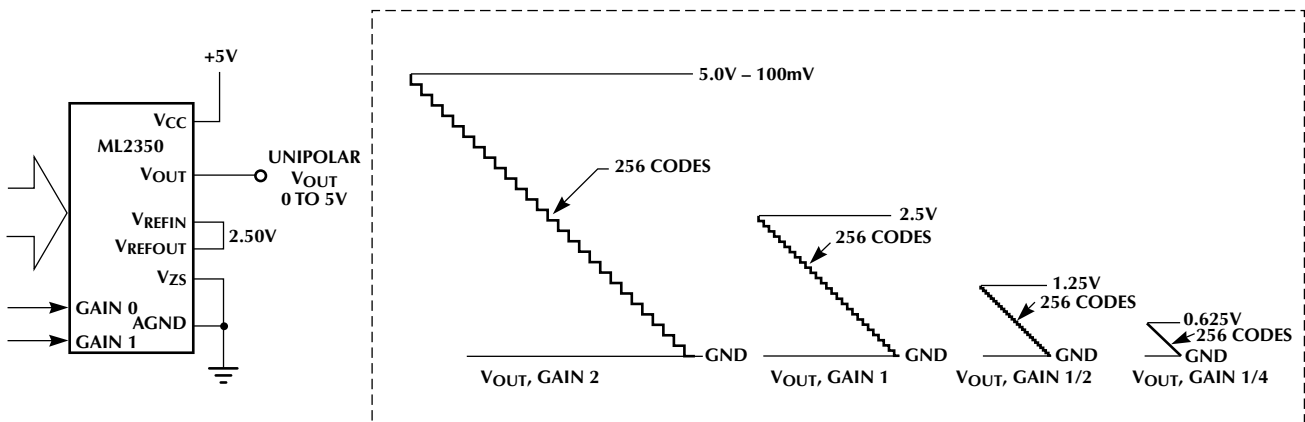 +5V
VCC
ML2350
VOUT
UNIPOLAR
VOUT
0 TO 5V
VREFIN
VREFOUT
2.50V
VZS
GAIN 0
AGND
GAIN 1
5.0V – 100mV
256 CODES
GND
VOUT, GAIN 2
2.5V
256 CODES
GND
VOUT, GAIN 1
1.25V
256 CODES
GND
VOUT, GAIN 1/2
0.625V
256 CODES
GND
VOUT, GAIN 1/4